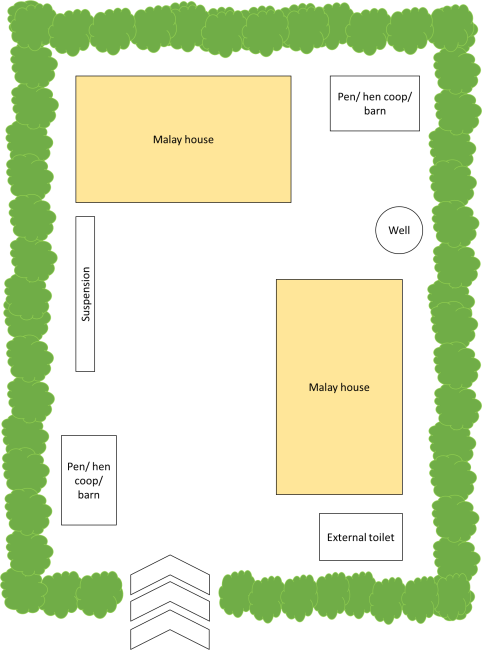 Malay house
Pen/ hen coop/
barn
Well
Suspension
Malay house
Pen/ hen
coop/
barn
External toilet